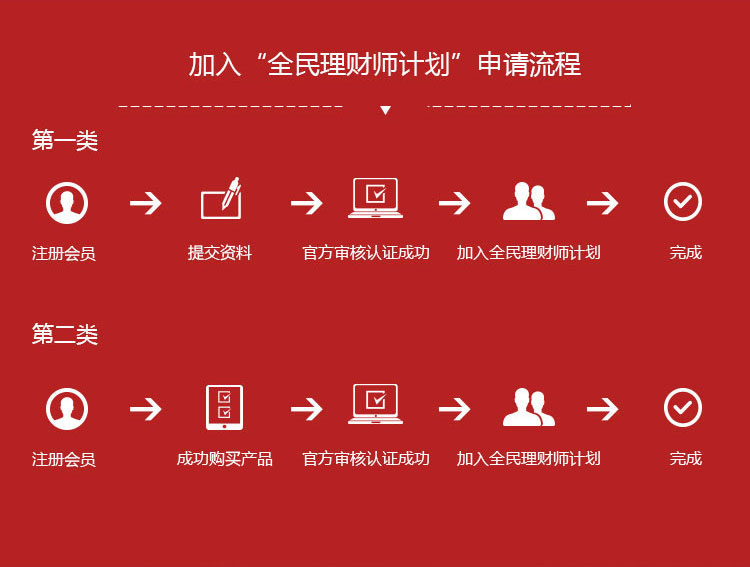 加入“全民理财师计划”申请流程
第一类
注册会员 提交资料 官方审核认证成功 加入全民理财师计划 完成
第二类
注册会员 成功购买产品 官方审核认证成功 加入全民理财师计划 完成